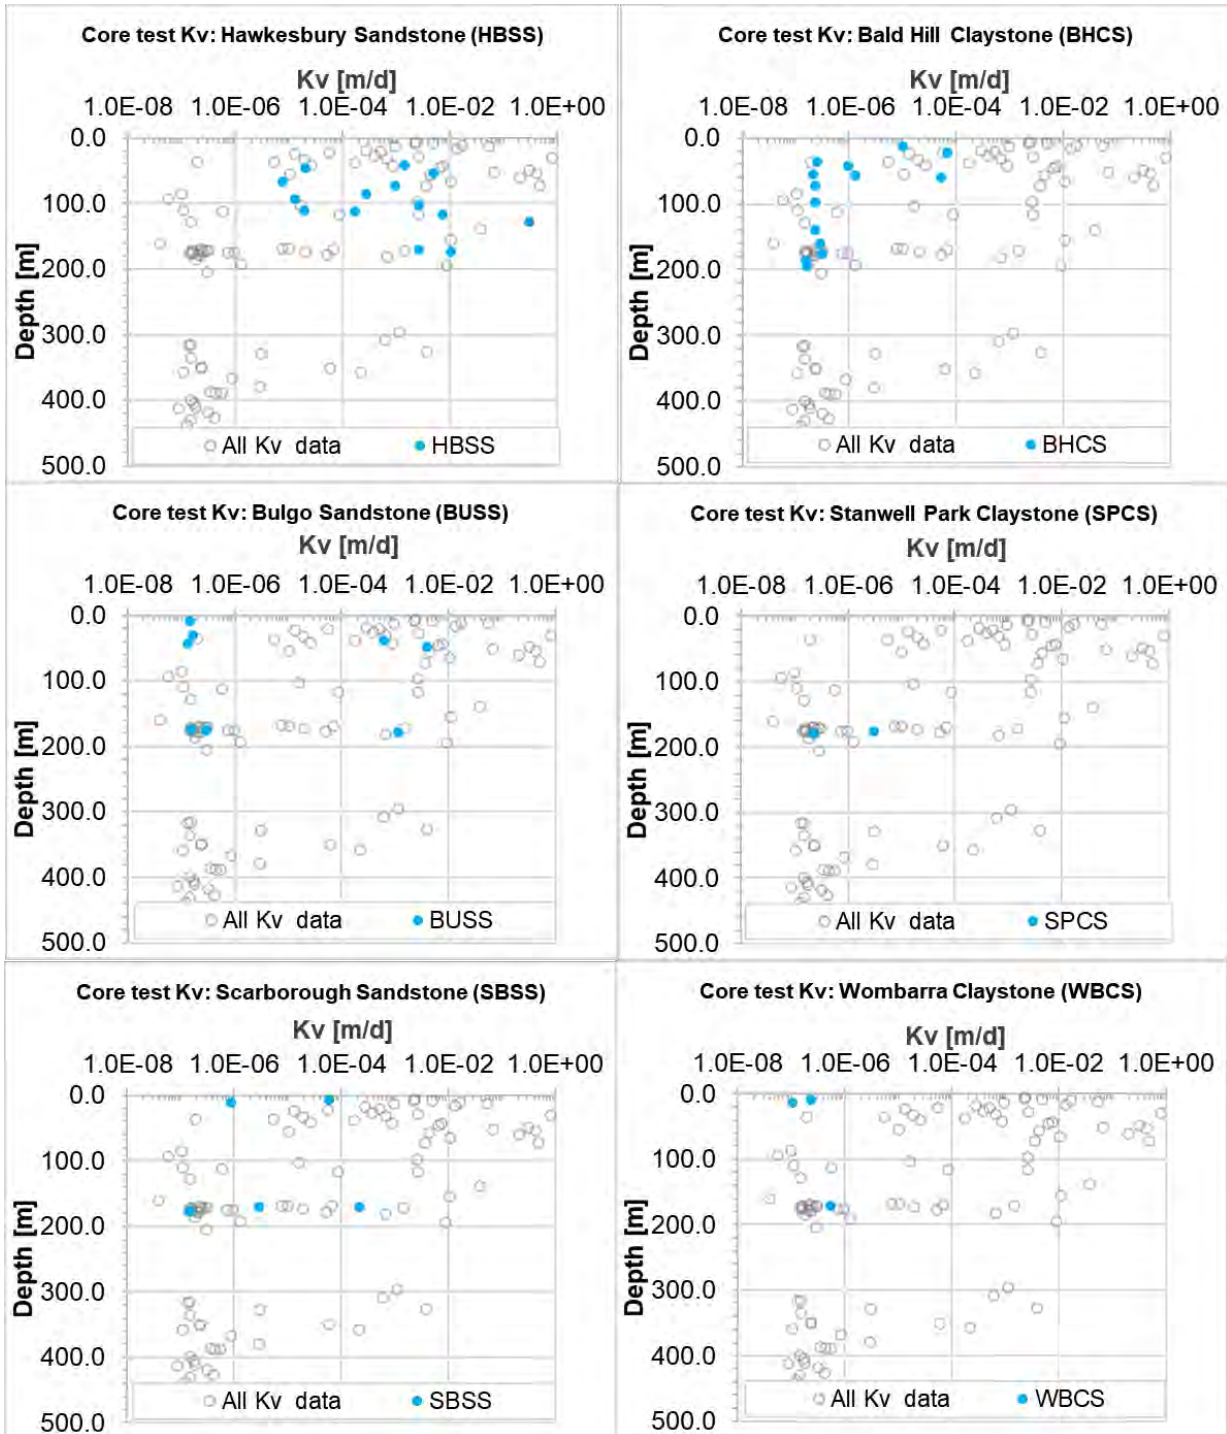 Core test Kv: Hawkesbury Sandstone (HBSS)
Kv [m/d]
1.0E-08 1.0E-06 1.0E-04 1.0E-02 1.0E+00
0.0
100.0
200.0
300.0
400.0
500.0
Depth [m]
All Kv data HBSS
Core test Kv: Bald Hill Claystone (BHCS)
Kv [m/d]
1.0E-08 1.0E-06 1.0E-04 1.0E-02 1.0E+00
0.0
100.0
200.0
300.0
400.0
500.0
Depth [m]
All Kv data BHCS
Core test Kv: Bulgo Sandstone (BUSS)
Kv [m/d]
1.0E-08 1.0E-06 1.0E-04 1.0E-02 1.0E+00
0.0
100.0
200.0
300.0
400.0
500.0
Depth [m]
All Kv data BUSS
Core test Kv: Stanwell Park Claystone (SPCS)
Kv [m/d]
1.0E-08 1.0E-06 1.0E-04 1.0E-02 1.0E+00
0.0
100.0
200.0
300.0
400.0
500.0
Depth [m]
All Kv data SPCS
Core test Kv: Scarborough Sandstone (SBSS)
Kv [m/d]
1.0E-08 1.0E-06 1.0E-04 1.0E-02 1.0E+00
0.0
100.0
200.0
300.0
400.0
500.0
Depth [m]
All Kv data SBSS
Core test Kv: Wombarra Claystone (WBCS)
Kv [m/d]
1.0E-08 1.0E-06 1.0E-04 1.0E-02 1.0E+00
0.0
100.0
200.0
300.0
400.0
500.0
Depth [m]
All Kv data WBCS